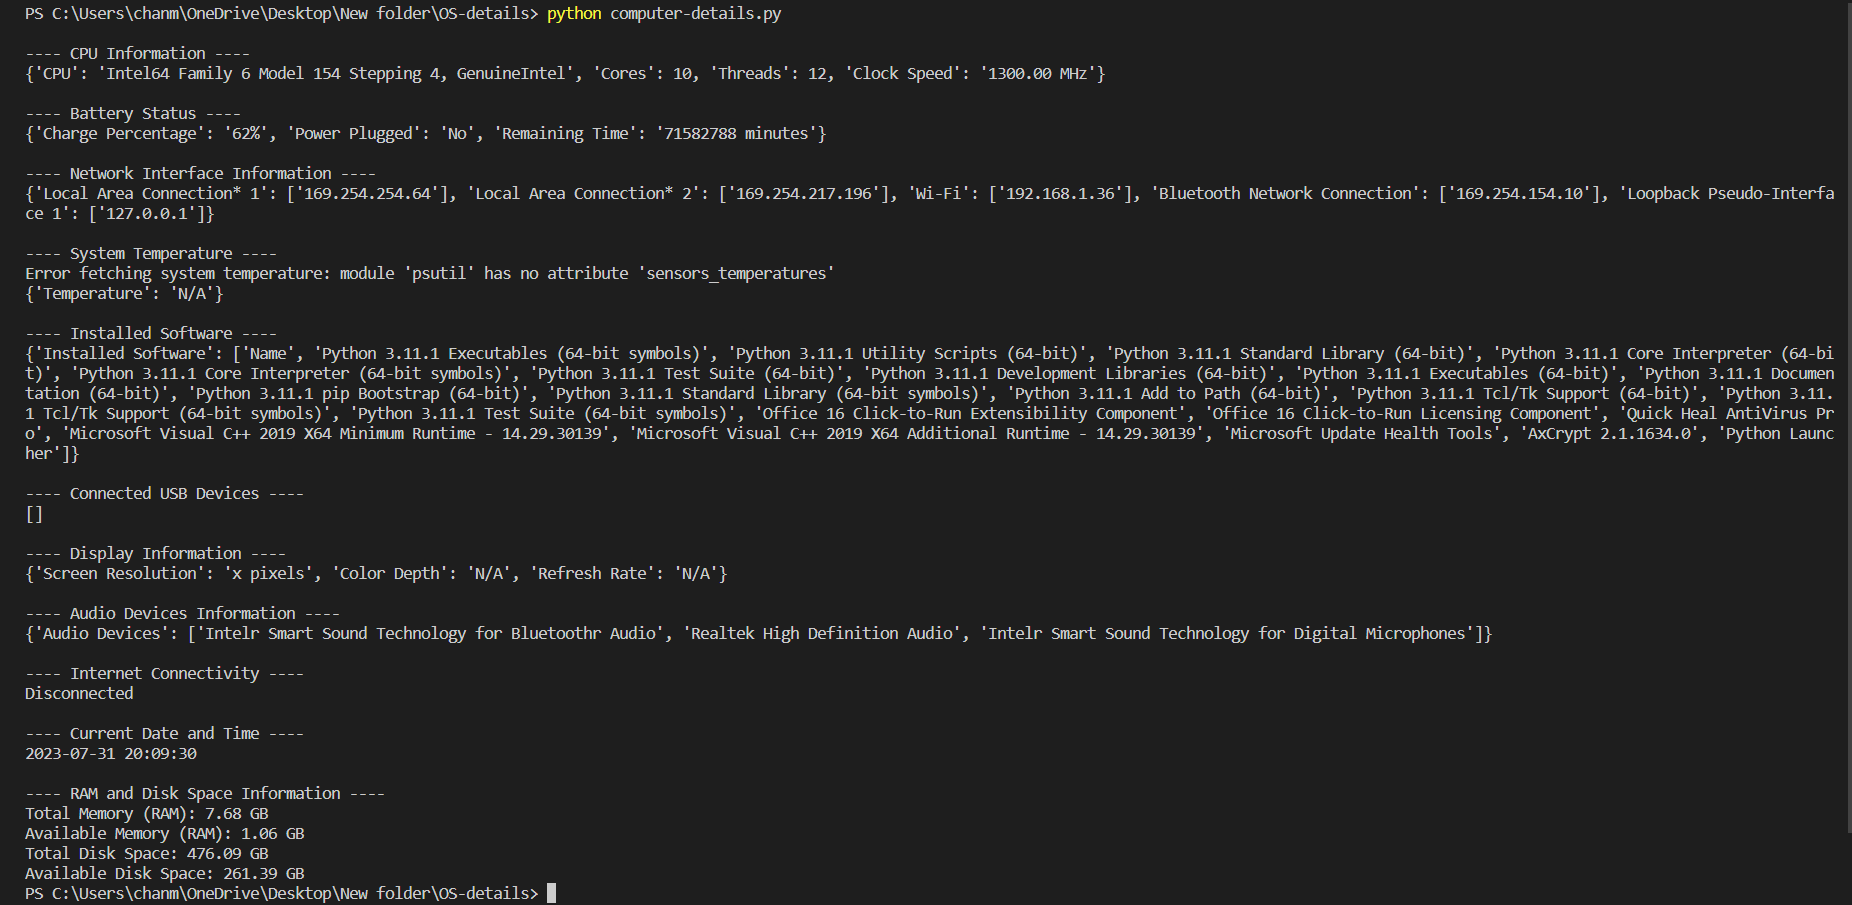 PS C:\Users\chanm\OneDrive\Desktop\New folder\OS-details> python computer-details.py
---- CPU Information ----
{'CPU': 'Intel64 Family 6 Model 154 Stepping 4, GenuineIntel', 'Cores': 10, 'Threads': 12, 'Clock Speed': '1300.00 MHz'}
---- Battery Status ----
{'Charge Percentage': '62%', 'Power Plugged': 'No', 'Remaining Time': '71582788 minutes'}
---- Network Interface Information ----
{'Local Area Connection* 1': ['169.254.254.64'], 'Local Area Connection* 2': ['169.254.217.196'], 'Wi-Fi': ['192.168.1.36'], 'Bluetooth Network Connection': ['169.254.154.10'], 'Loopback Pseudo-Interfa
ce 1': ['127.0.0.1']}
---- System Temperature ----
Error fetching system temperature: module 'psutil' has no attribute 'sensors_temperatures'
{'Temperature': 'N/A'}
---- Installed Software ----
{'Installed Software': ['Name', 'Python 3.11.1 Executables (64-bit symbols)', 'Python 3.11.1 Utility Scripts (64-bit)', 'Python 3.11.1 Standard Library (64-bit)', 'Python 3.11.1 Core Interpreter (64-bi
t)', 'Python 3.11.1 Core Interpreter (64-bit symbols)', 'Python 3.11.1 Test Suite (64-bit)', 'Python 3.11.1 Development Libraries (64-bit)', 'Python 3.11.1 Executables (64-bit)', 'Python 3.11.1 Documen
tation (64-bit)', 'Python 3.11.1 pip Bootstrap (64-bit)', 'Python 3.11.1 Standard Library (64-bit symbols)', 'Python 3.11.1 Add to Path (64-bit)', 'Python 3.11.1 Tcl/Tk Support (64-bit)', 'Python 3.11.
1 Tcl/Tk Support (64-bit symbols)', 'Python 3.11.1 Test Suite (64-bit symbols)', 'Office 16 Click-to-Run Extensibility Component', 'Office 16 Click-to-Run Licensing Component', 'Quick Heal AntiVirus Pr
o', 'Microsoft Visual C++ 2019 X64 Minimum Runtime - 14.29.30139', 'Microsoft Visual C++ 2019 X64 Additional Runtime - 14.29.30139', 'Microsoft Update Health Tools', 'AxCrypt 2.1.1634.0', 'Python Launc
her']}
---- Connected USB Devices ----
[]
---- Display Information ----
{'Screen Resolution': 'x pixels', 'Color Depth': 'N/A', 'Refresh Rate': 'N/A'}
---- Audio Devices Information ----
{'Audio Devices': ['Intelr Smart Sound Technology for Bluetoothr Audio', 'Realtek High Definition Audio', 'Intelr Smart Sound Technology for Digital Microphones']}
---- Internet Connectivity ----
Disconnected
---- Current Date and Time ----
2023-07-31 20:09:30
---- RAM and Disk Space Information ----
Total Memory (RAM): 7.68 GB
Available Memory (RAM): 1.06 GB
Total Disk Space: 476.09 GB
Available Disk Space: 261.39 GB
PS C:\Users\chanm\OneDrive\Desktop\New folder\OS-details>